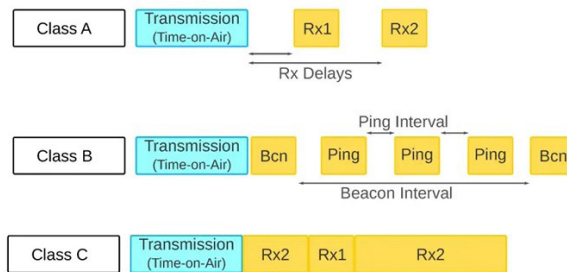 Class A
Transmission
(Time-on-Air)
Rx1
Rx2
Rx Delays
Ping Interval
Class B
Transmission
(Time-on-Air)
Bcn
Ping
Ping
Ping
Bcn
Beacon Interval
Class C
Transmission
(Time-on-Air)
Rx2
Rx1
Rx2